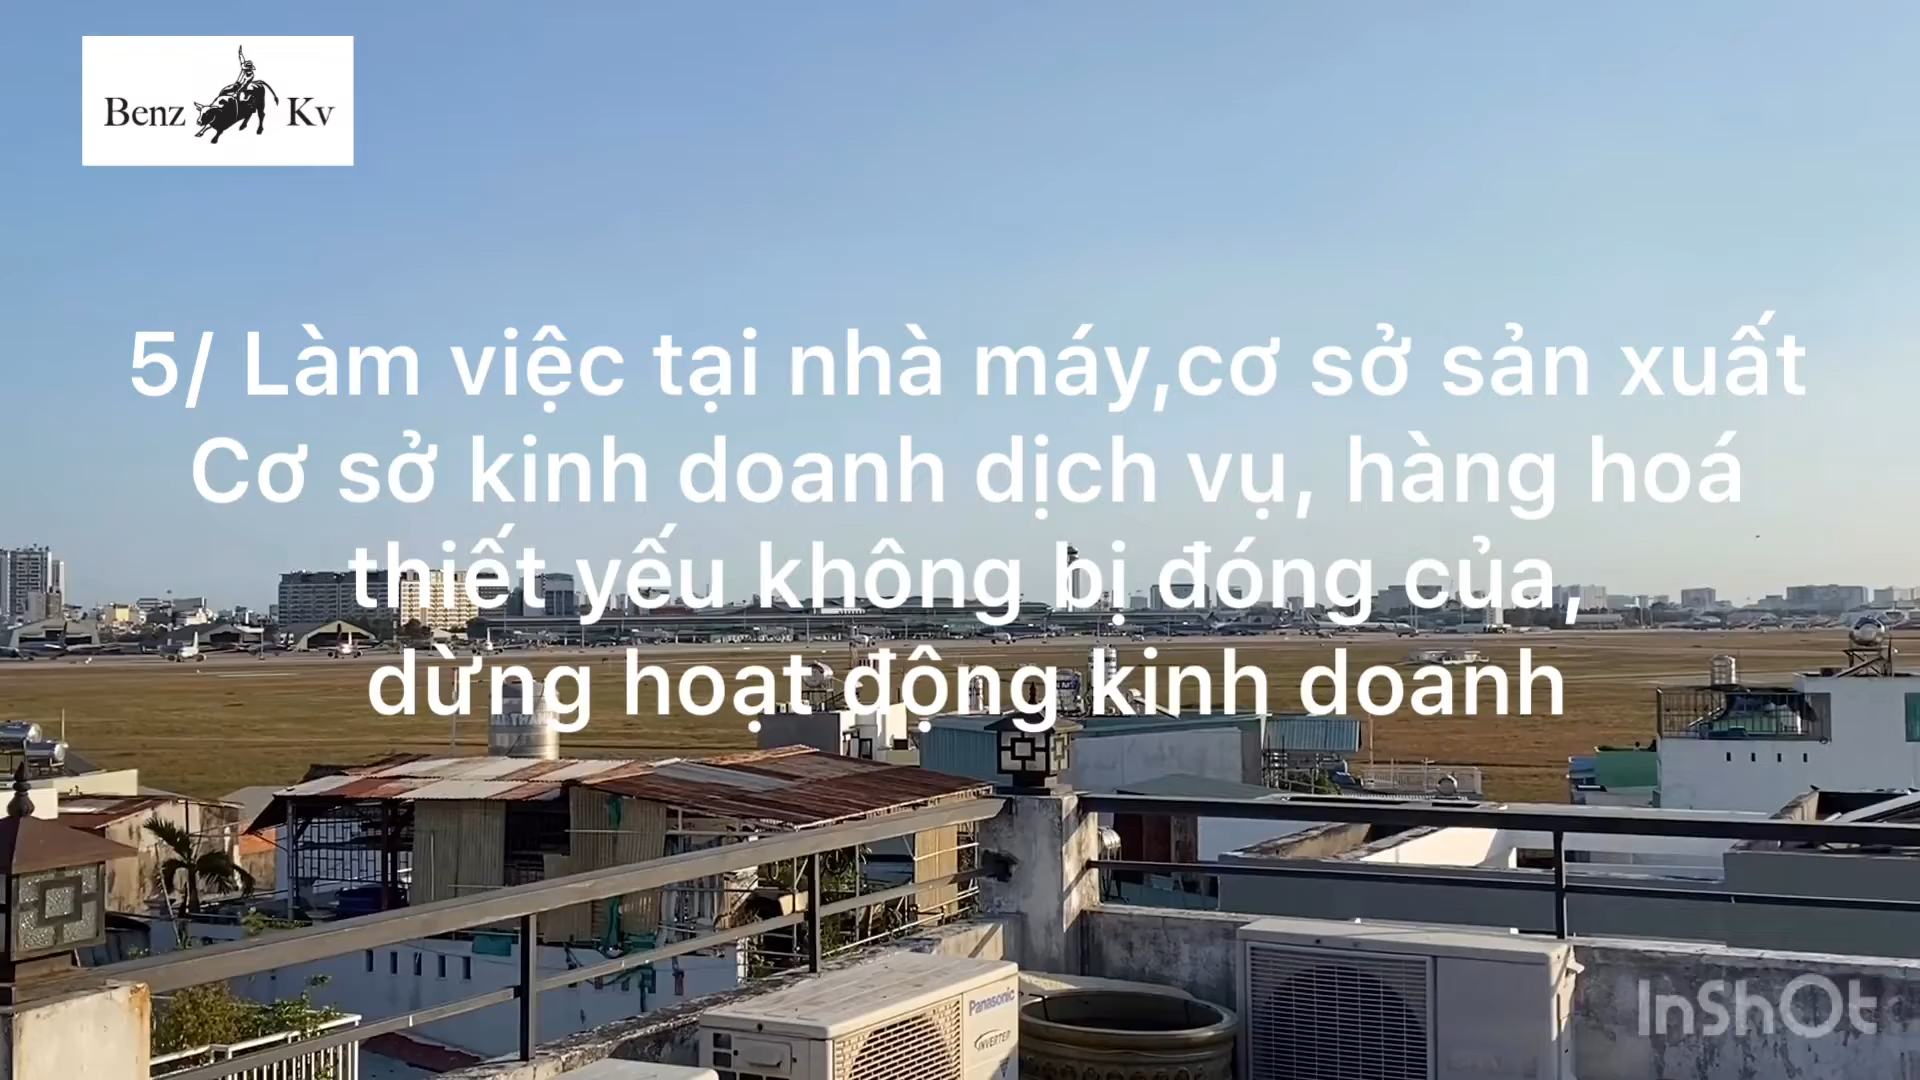 Benz Kv
5/ Làm việc tại nhà máy,cơ sở sản xuất
Cơ sở kinh doanh dịch vụ, hàng hoá
thiết yếu không bị đóng của,
dừng hoạt động kinh doanh
Panasonic
INVERTER
InShOt